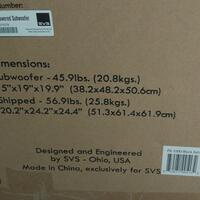 Number:
owered Subwoofer
SVS
imensions:
ubwoofer - 45.9lbs. (20.8kgs.)
5"x19"x19.9" (38.2x48.2x50.6cm)
Shipped - 56.9lbs. (25.8kgs.)
20.2"x24.2"x24.4" (51.3x61.4x61.9cm)
Designed and Engineered
by SVS - Ohio, USA
Made in China, exclusively for SVS